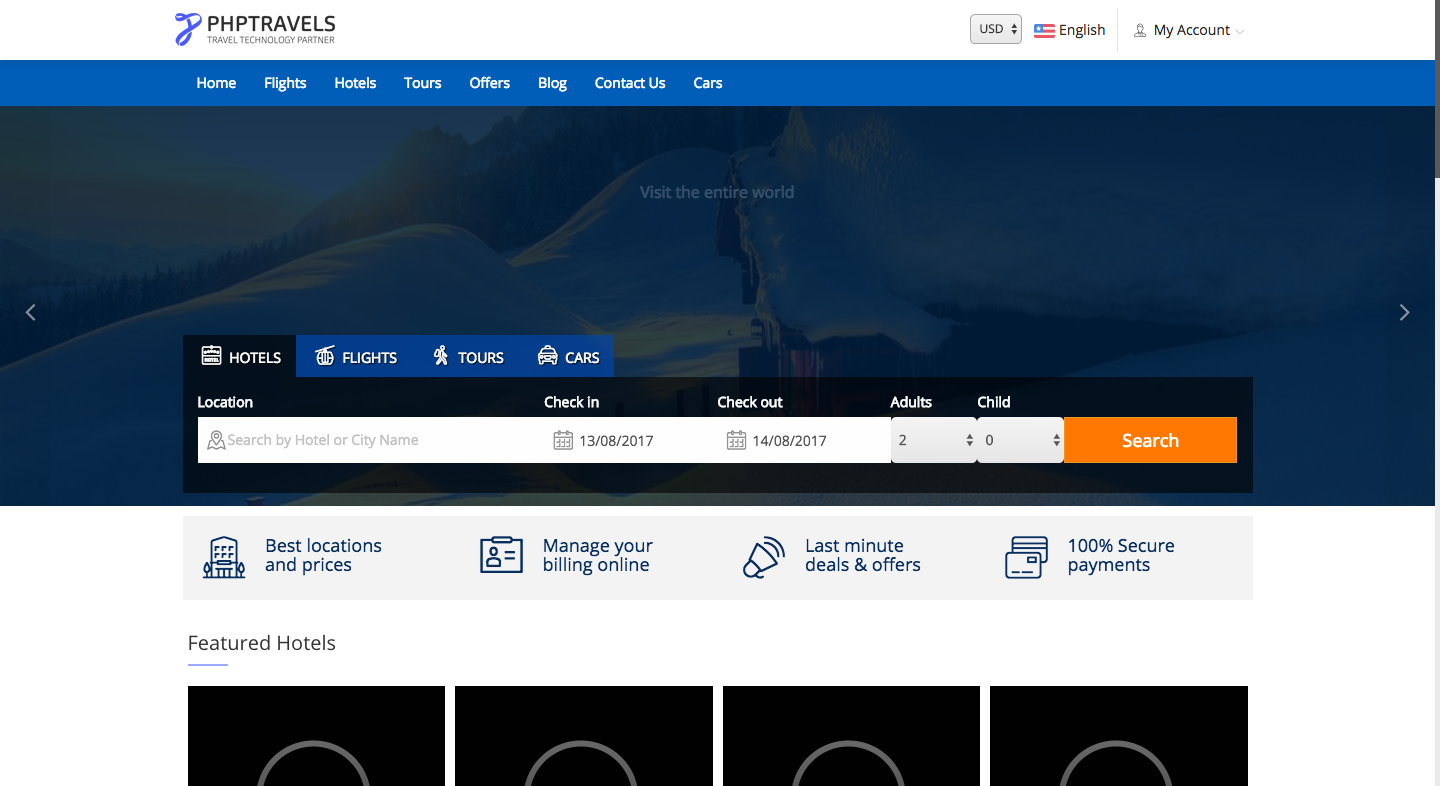 PHPTRAVELS
TRAVEL TECHNOLOGY PARTNER
USD English My Account
Home Flights Hotels Tours Offers Blog Contact Us Cars
Visit the entire world
HOTEL HOTELS FLIGHTS TOURS CARS
Location Check in Check out Adults Child
Search by Hotel or City Name 13/08/2017 14/08/2017 2 0 Search
Best locations
and prices
Manage your
billing online
Last minute
deals & offers
100% Secure
payments
Featured Hotels